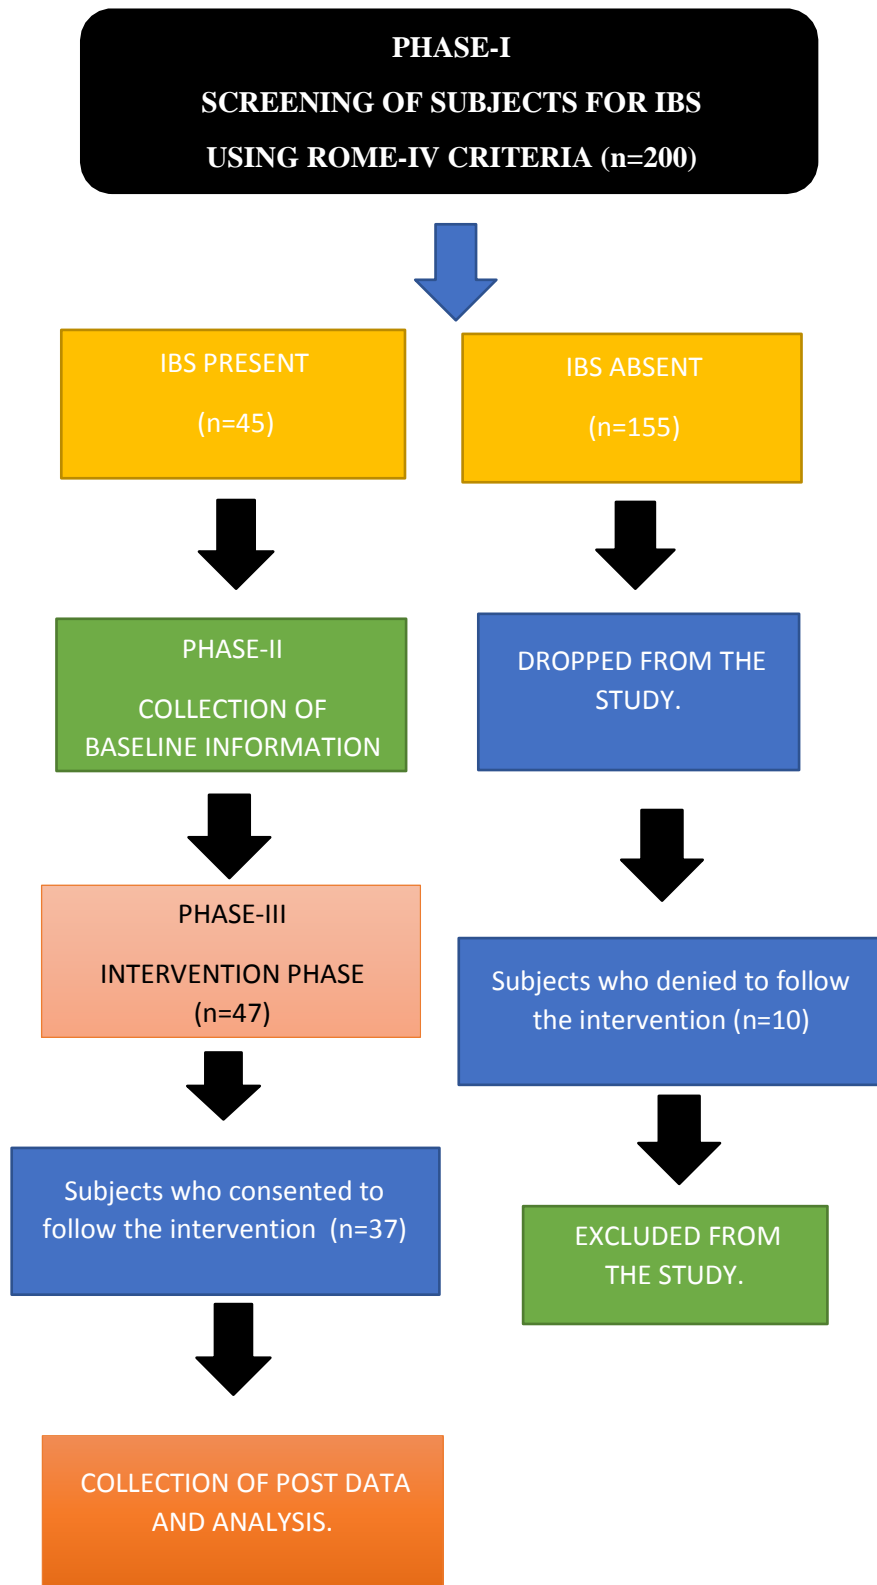 PHASE-I
SCREENING OF SUBJECTS FOR IBS
USING ROME-IV CRITERIA (n=200)
IBS PRESENT
(n=45)
IBS ABSENT
(n=155)
PHASE-II
COLLECTION OF
BASELINE INFORMATION
DROPPED FROM THE
STUDY.
PHASE-III
INTERVENTION PHASE
(n=47)
Subjects who denied to follow
the intervention (n=10)
Subjects who consented to
follow the intervention (n=37)
EXCLUDED FROM
THE STUDY.
COLLECTION OF POST DATA
AND ANALYSIS.